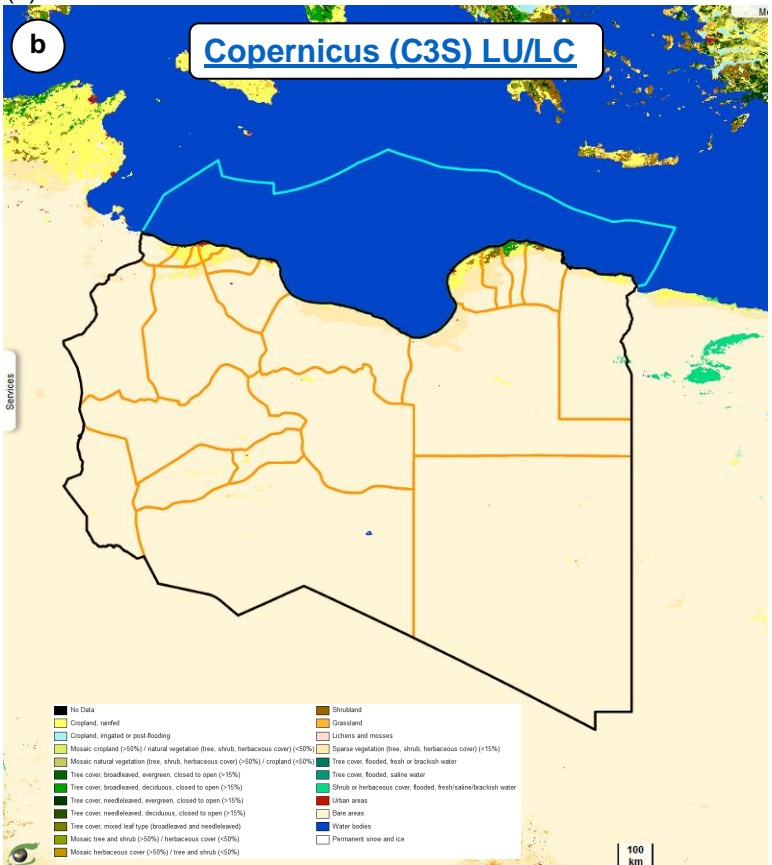 b
Copernicus (C3S) LU/LC
Services
No Data
Cropland, rainfed
Cropland, irrigated or post-flooding
Mosaic cropland (>50%) / natural vegetation (tree, shrub, herbaceous cover) (<50%)
Mosaic natural vegetation (tree, shrub, herbaceous cover) (>50%) / cropland (<50%)
Tree cover, broadleaved, evergreen, closed to open (>15%)
Tree cover, broadleaved, deciduous, closed to open (>15%)
Tree cover, needleleaved, evergreen, closed to open (>15%)
Tree cover, needleleaved, deciduous, closed to open (>15%)
Tree cover, mixed leaf type (broadleaved and needleleaved)
Mosaic tree and shrub (>50%) / herbaceous cover (<50%)
Mosaic herbaceous cover (>50%) / tree and shrub (<50%)
Shrubland
Grassland
Lichens and mosses
Sparse vegetation (tree, shrub, herbaceous cover) (<15%)
Tree cover, flooded, fresh or brackish water
Tree cover, flooded, saline water
Shrub or herbaceous cover, flooded, fresh/saline/brackish water
Urban areas
Bare areas
Water bodies
Permanent snow and ice
100
km